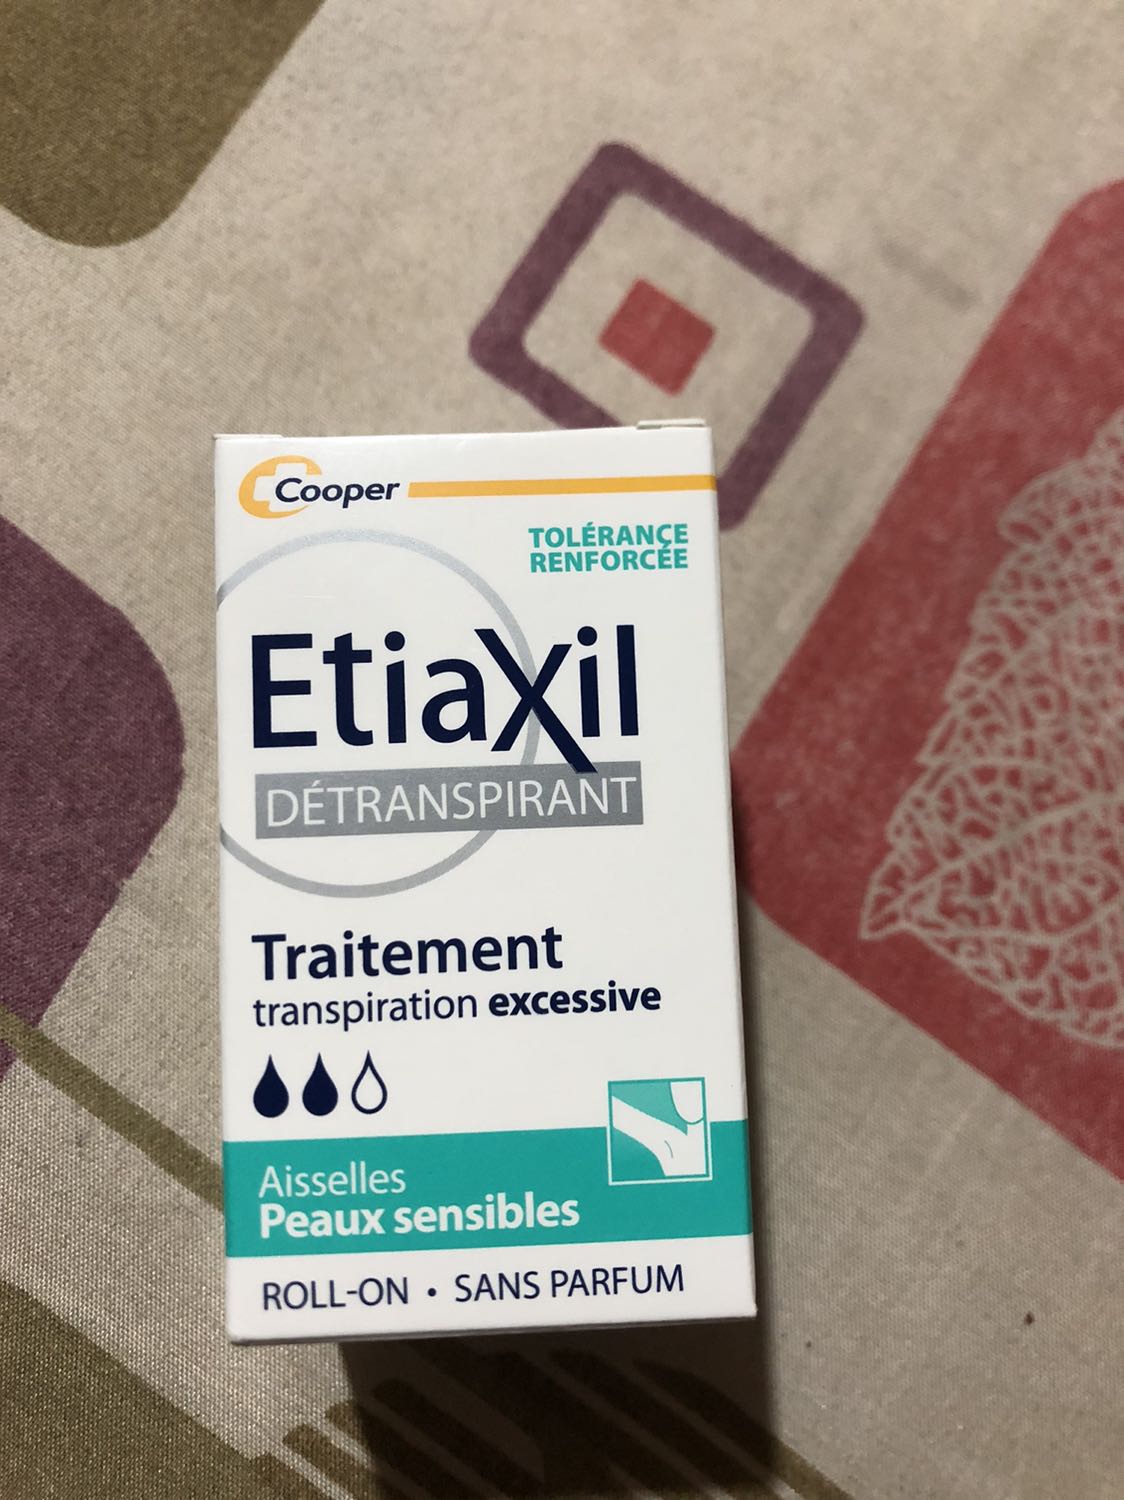 Cooper
TOLÉRANCE
RENFORCÉE
EtiaXil
DÉTRANSPIRANT
Traitement
transpiration excessive
Aisselles
Peaux sensibles
ROLL-ON • SANS PARFUM